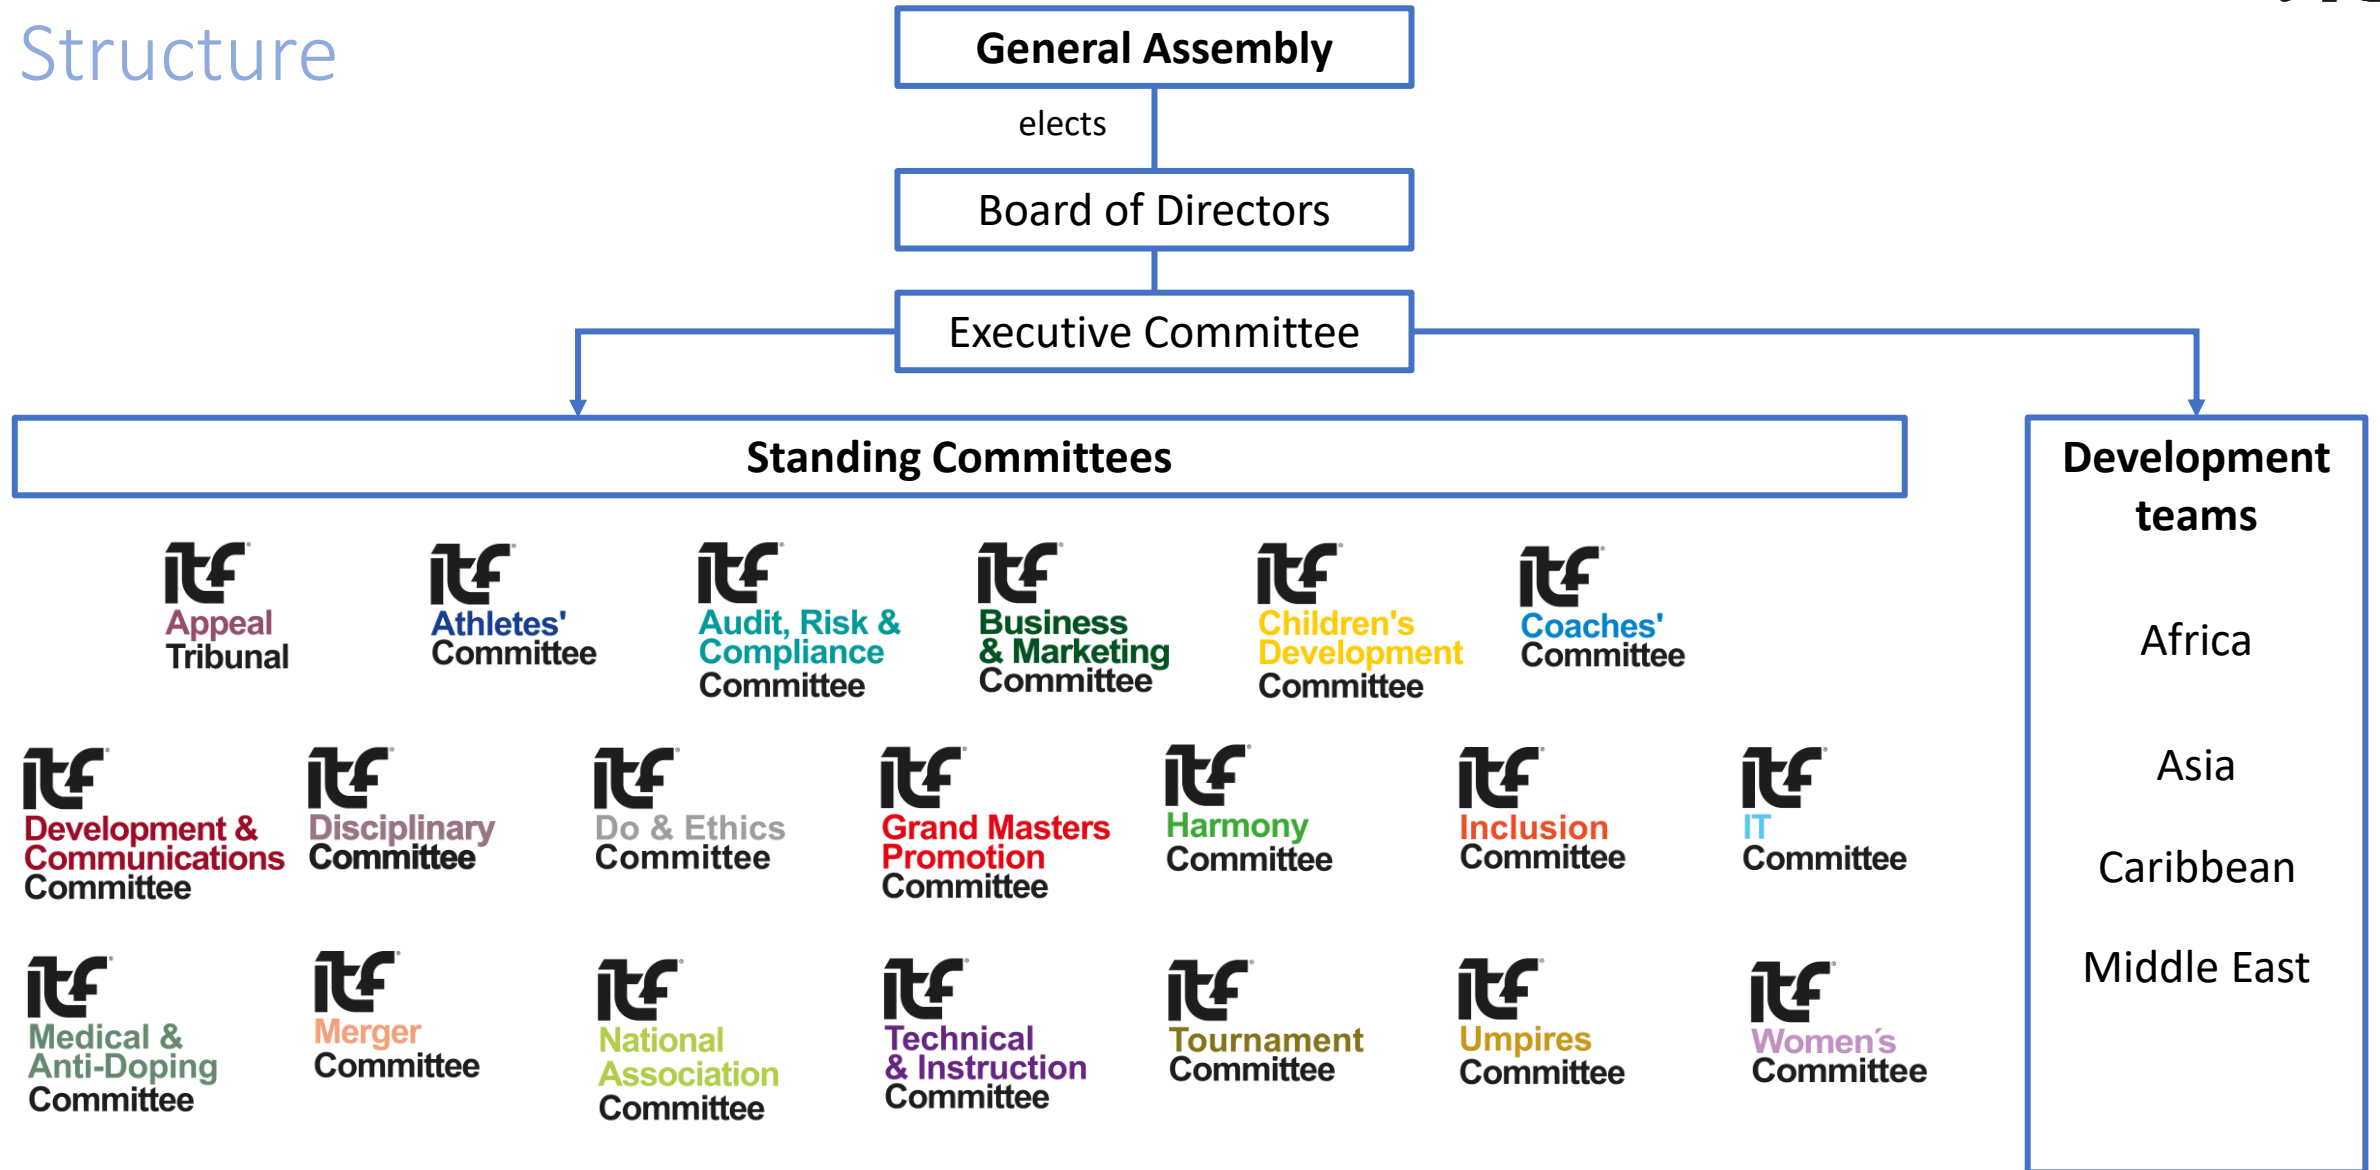 Structure
General Assembly
elects
Board of Directors
Executive Committee
Standing Committees
Development
teams
itf
Appeal
Tribunal
itf
Athletes'
Committee
itf
Audit, Risk &
Compliance
Committee
itf
Business
& Marketing
Committee
itf
Children's
Development
Committee
itf
Coaches'
Committee
itf
Development &
Communications
Committee
itf
Disciplinary
Committee
itf
Do & Ethics
Committee
itf
Grand Masters
Promotion
Committee
itf
Harmony
Committee
itf
Inclusion
Committee
itf
IT
Committee
itf
Medical &
Anti-Doping
Committee
itf
Merger
Committee
itf
National
Association
Committee
itf
Technical
& Instruction
Committee
itf
Tournament
Committee
itf
Umpires
Committee
itf
Women´s
Committee
Africa
Asia
Caribbean
Middle East